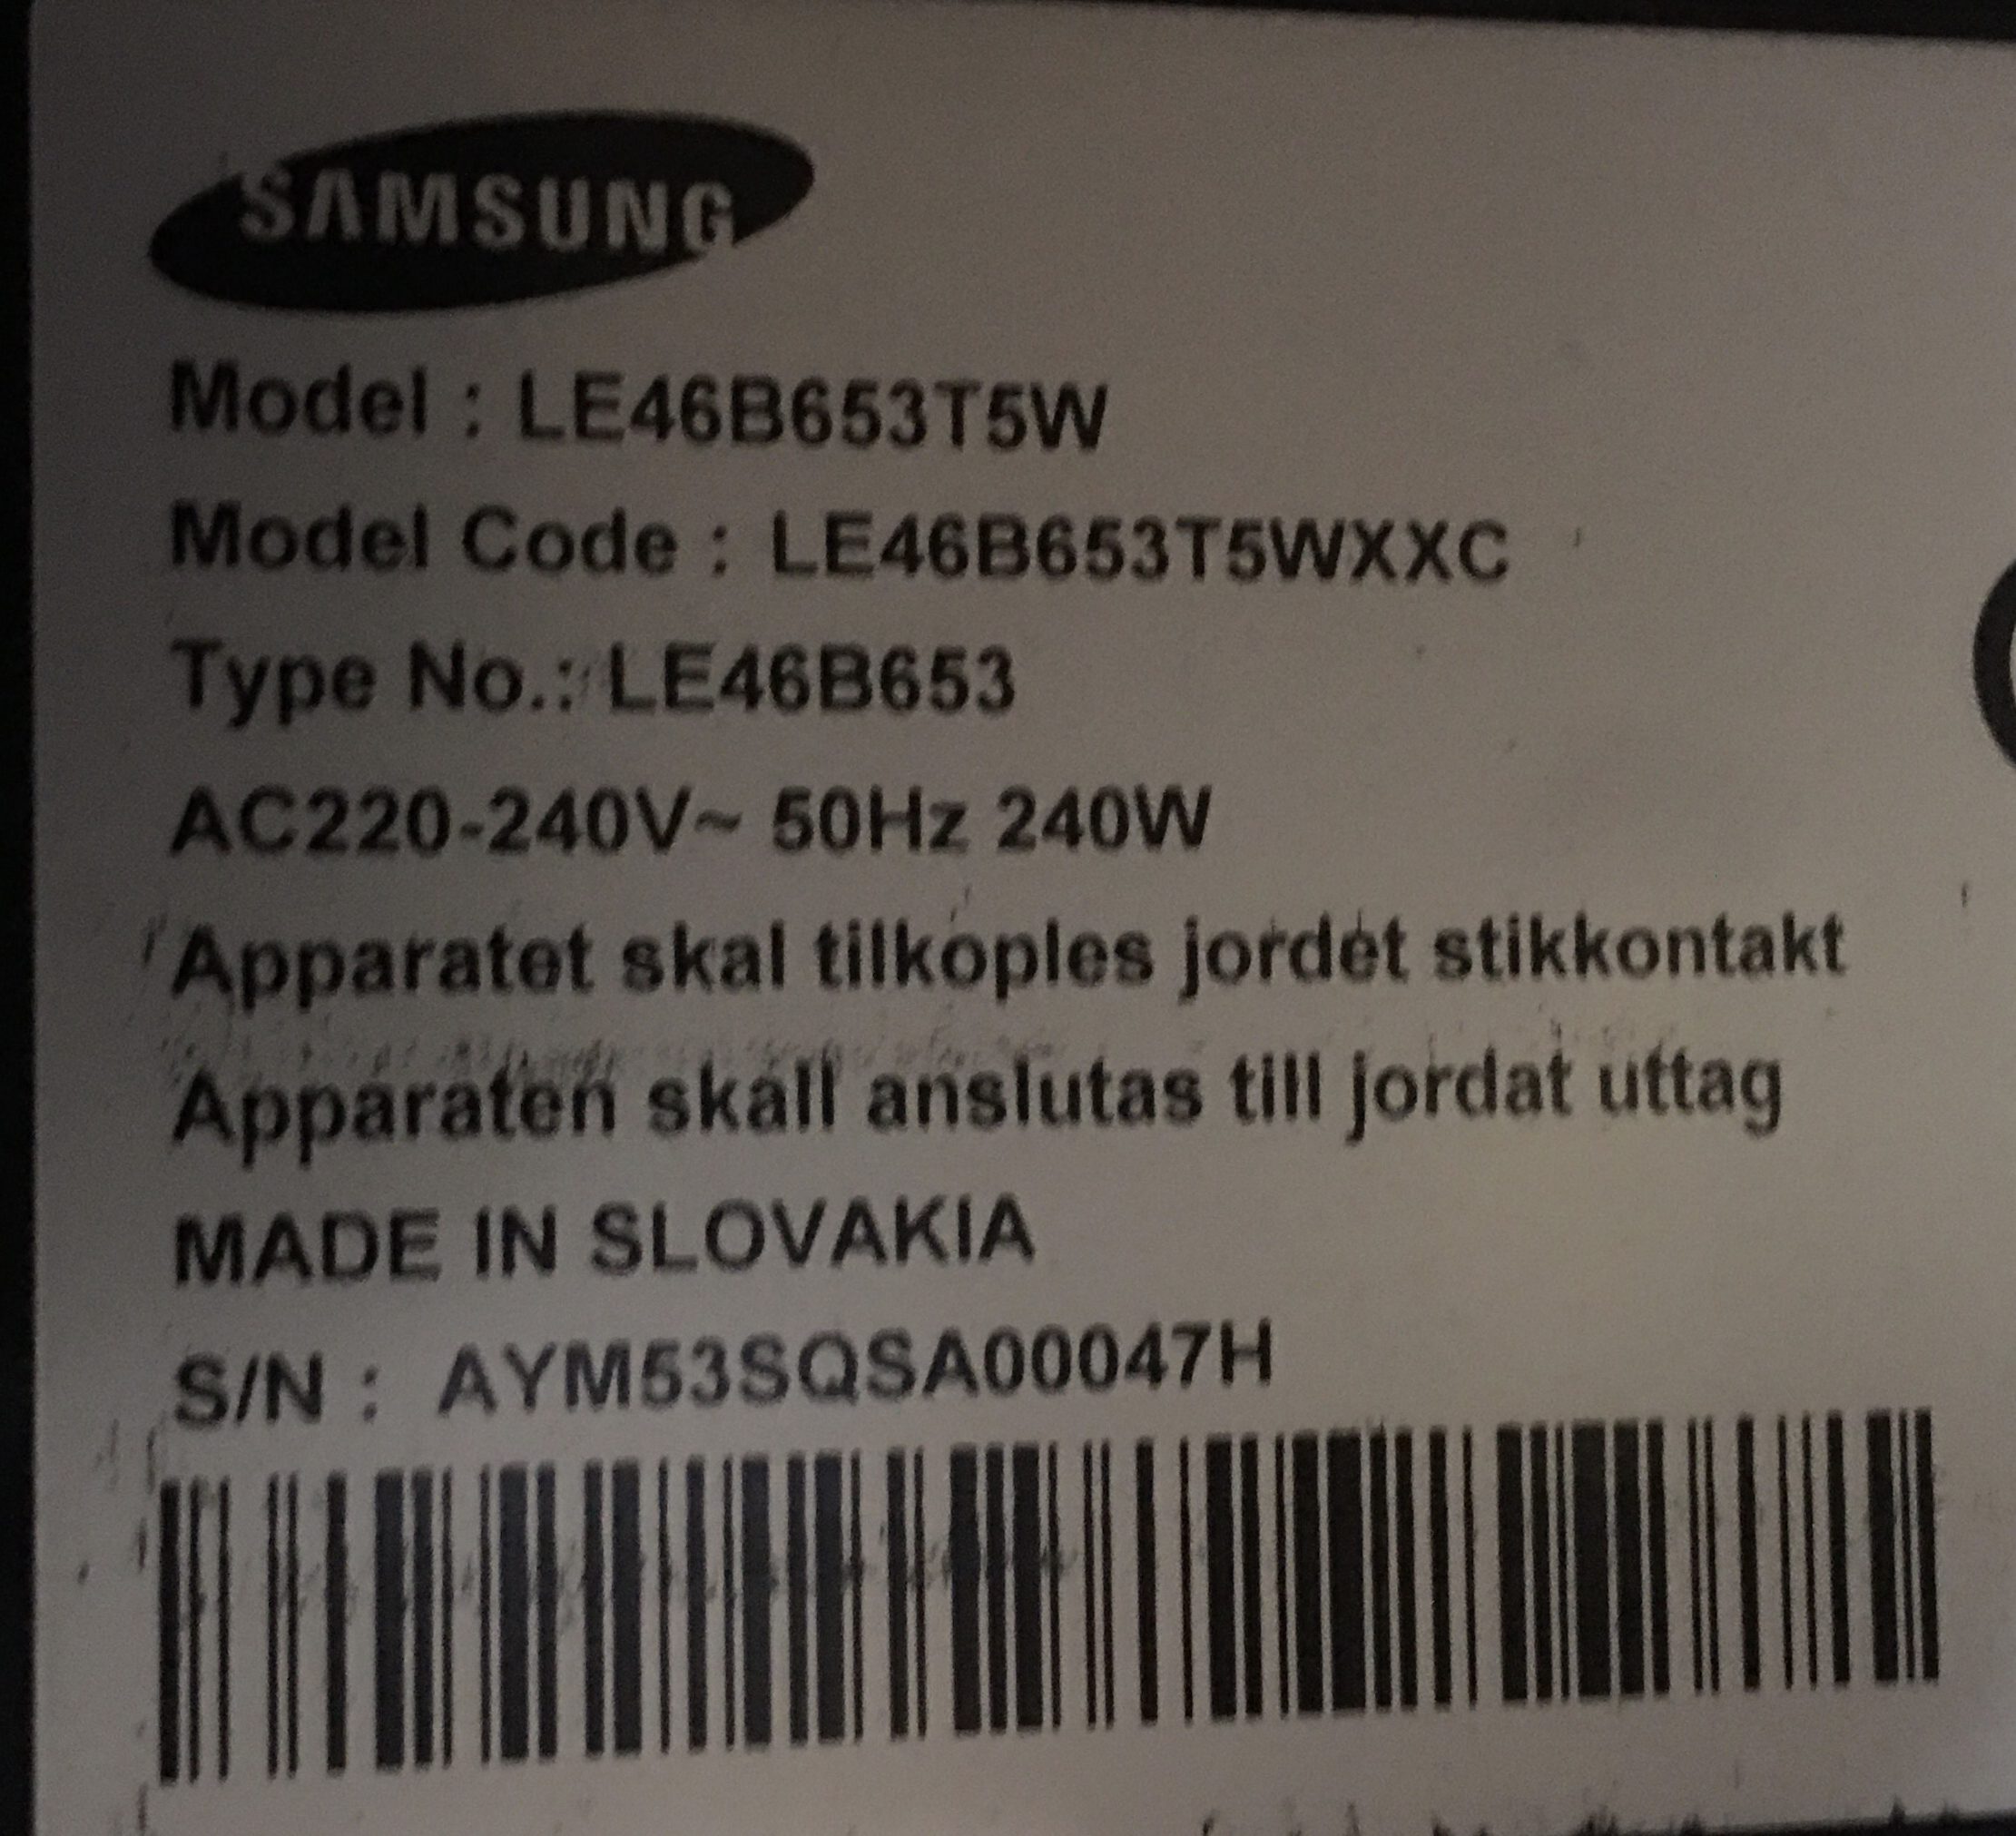 SAMSUNG
Model : LE46B653T5W
Model Code : LE46B653T5WXXC
Type No.: LE46B653
AC220-240V~ 50Hz 240W
Apparatet skal tilkoples jordet stikkontakt
Apparaten skall anslutas till jordat uttag
MADE IN SLOVAKIA
S/N : AYM53SQSA00047H